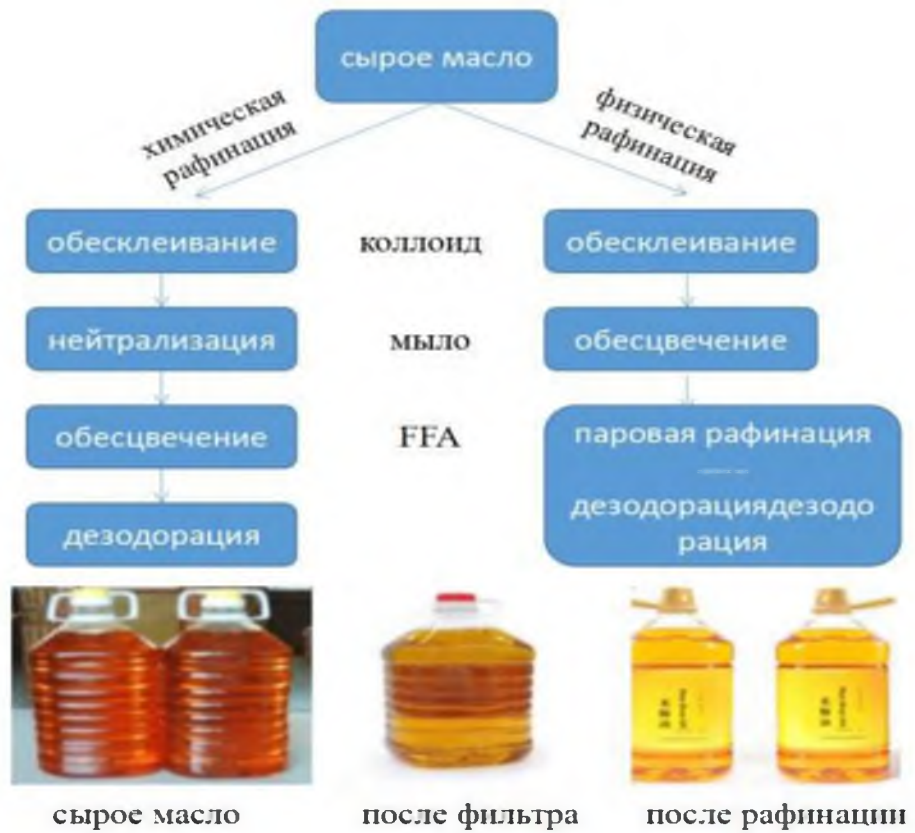 сырое масло
химическая
рафинация
физическая
рафинация
обесклеивание
коллоид
обесклеивание
нейтрализация
мыло
обесцвечение
обесцвечение
FFA
паровая рафинация
дезодорация
дезодорациядезодо
рация
сырое масло
после фильтра
после рафинации